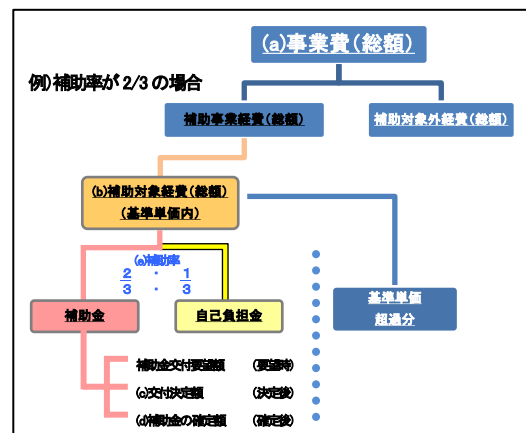 (a)事業費(総額)
例)補助率が 2/3 の場合
補助事業経費(総額)
補助対象外経費(総額)
(b)補助対象経費(総額)
(基準単価内)
(e)補助率
2/3 : 1/3
補助金
自己負担金
基準単価
超過分
補助金交付要望額 (要望時)
(c)交付決定額 (決定後)
(d)補助金の確定額 (確定後)